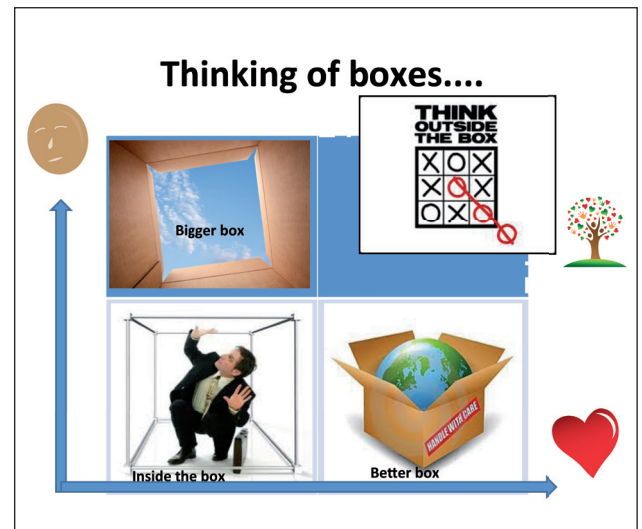 Thinking of boxes....
THINK
OUTSIDE
THE BOX
X O X
X O X
O X O
O
Bigger box
HANDLE WITH CARE
Inside the box
Better box